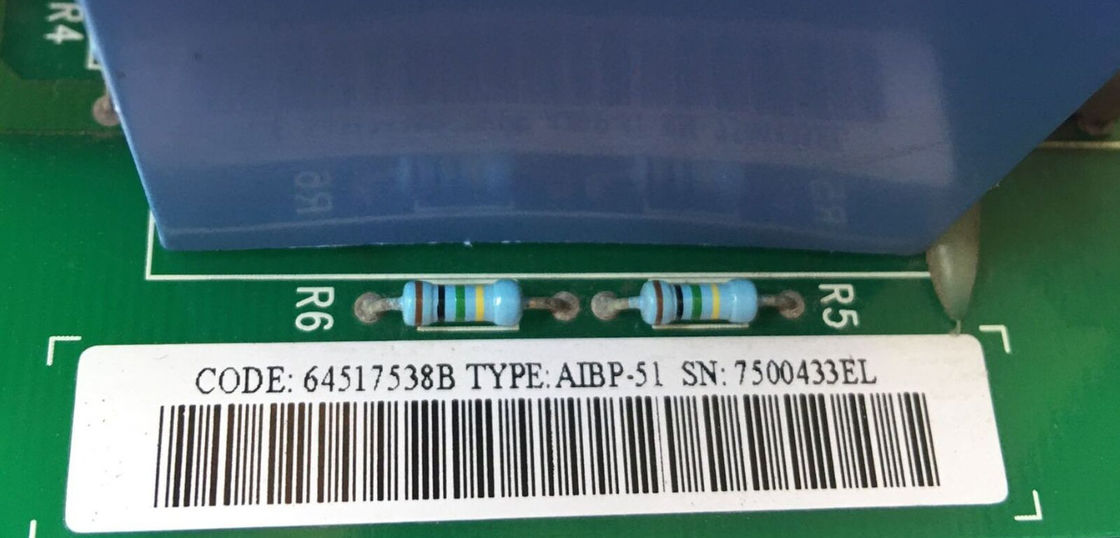 R4
R6
R5
CODE: 64517538B TYPE: AIBP-51 SN: 7500433EL